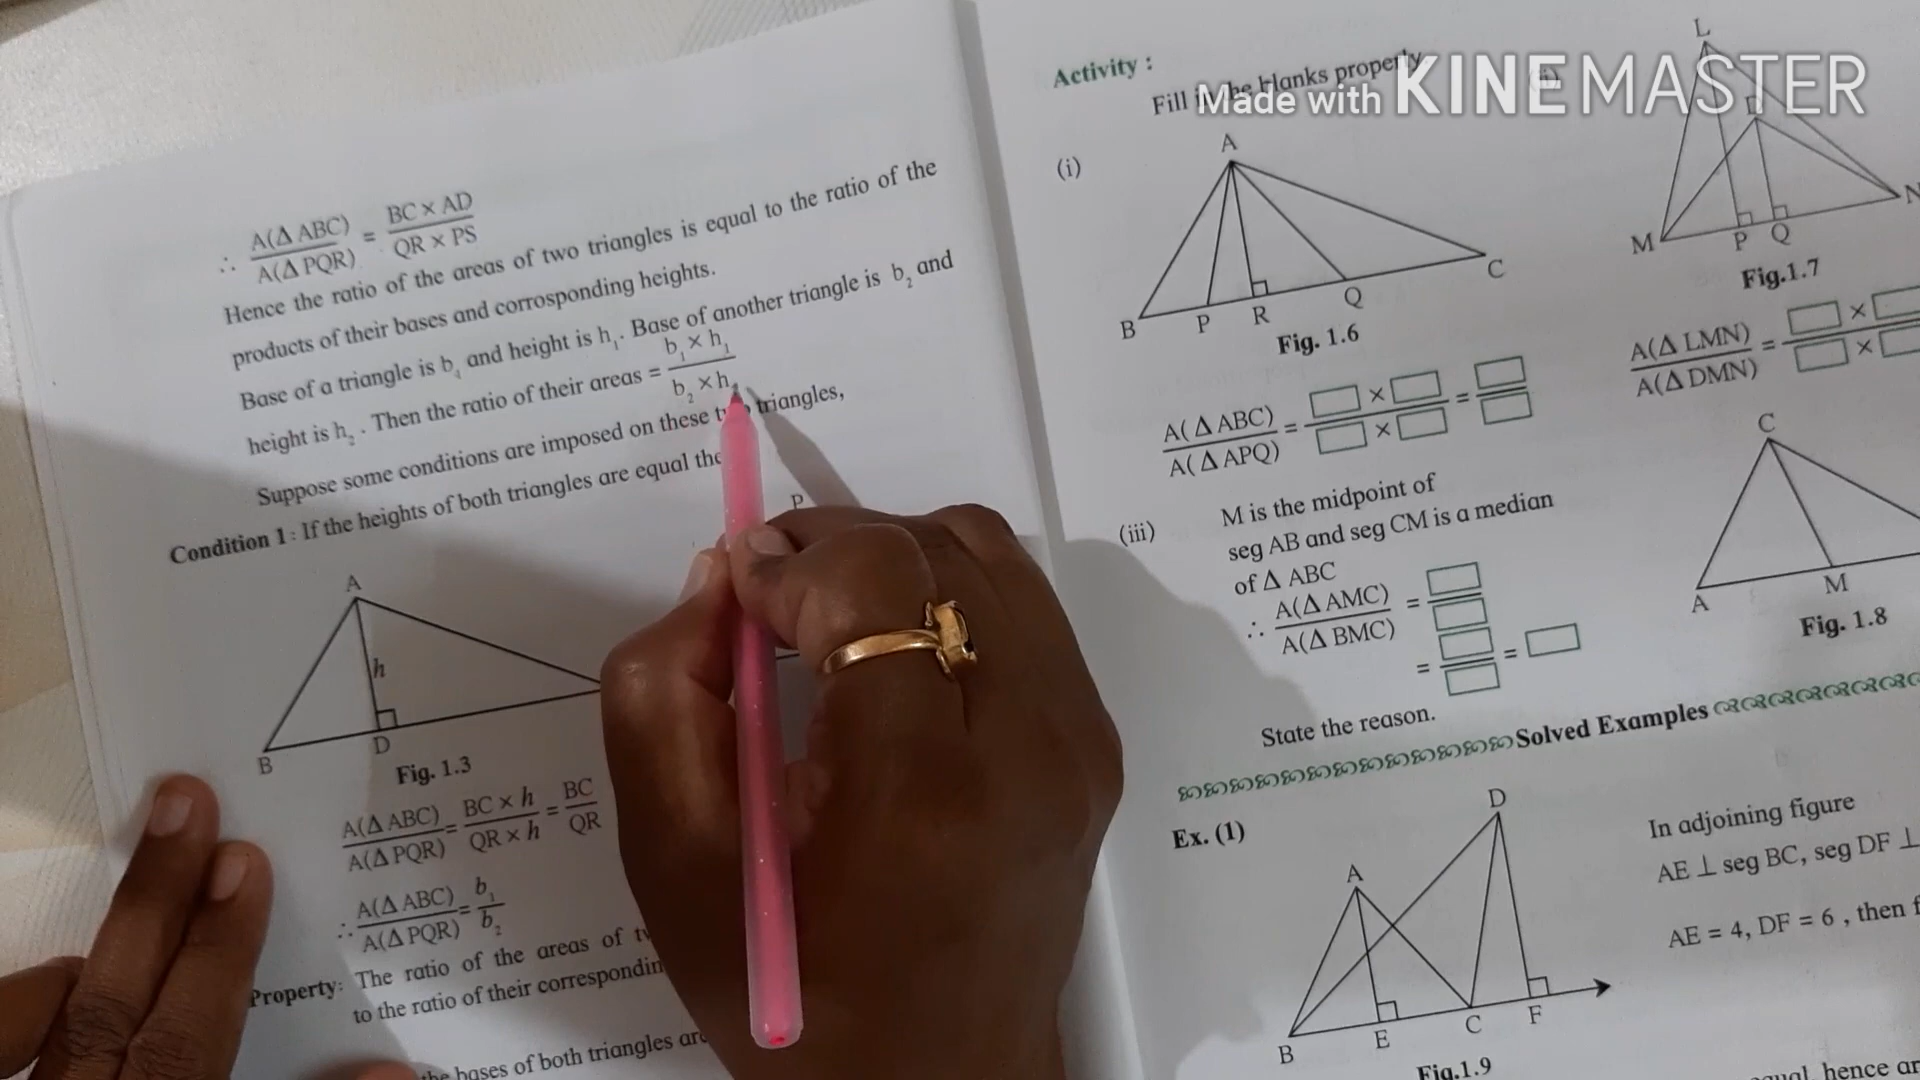 ∴ A(Δ ABC) / A(Δ PQR) = BC × AD / QR × PS
Hence the ratio of the areas of two triangles is equal to the ratio of the
products of their bases and corrosponding heights.
Base of a triangle is b₁ and height is h₁. Base of another triangle is b₂ and
height is h₂. Then the ratio of their areas = b₁ × h₁ / b₂ × h
Suppose some conditions are imposed on these triangles,
Condition 1 : If the heights of both triangles are equal
P
A
h
B
D
Fig. 1.3
A(Δ ABC) / A(Δ PQR) = BC × h / QR × h = BC / QR
∴ A(Δ ABC) / A(Δ PQR) = b₁ / b₂
Property: The ratio of the areas of
to the ratio of their
bases of both triangles
Activity :
Fill in the blanks properly
Made with KINEMASTER
(i)
A
B
P
R
Q
C
Fig. 1.6
A(Δ ABC) / A(Δ APQ) = □ × □ / □ × □ = □ / □
L
D
M
P
Q
N
Fig.1.7
A(Δ LMN) / A(Δ DMN) = □ × □ / □ × □
(iii)
M is the midpoint of
seg AB and seg CM is a median
of Δ ABC
∴ A(Δ AMC) / A(Δ BMC) = □ / □
= □ / □ = □
State the reason.
C
A
M
Fig. 1.8
Solved Examples
Ex. (1)
D
A
B
E
C
F
Fig.1.9
In adjoining figure
AE ⊥ seg BC, seg DF ⊥
AE = 4, DF = 6 , then
hence